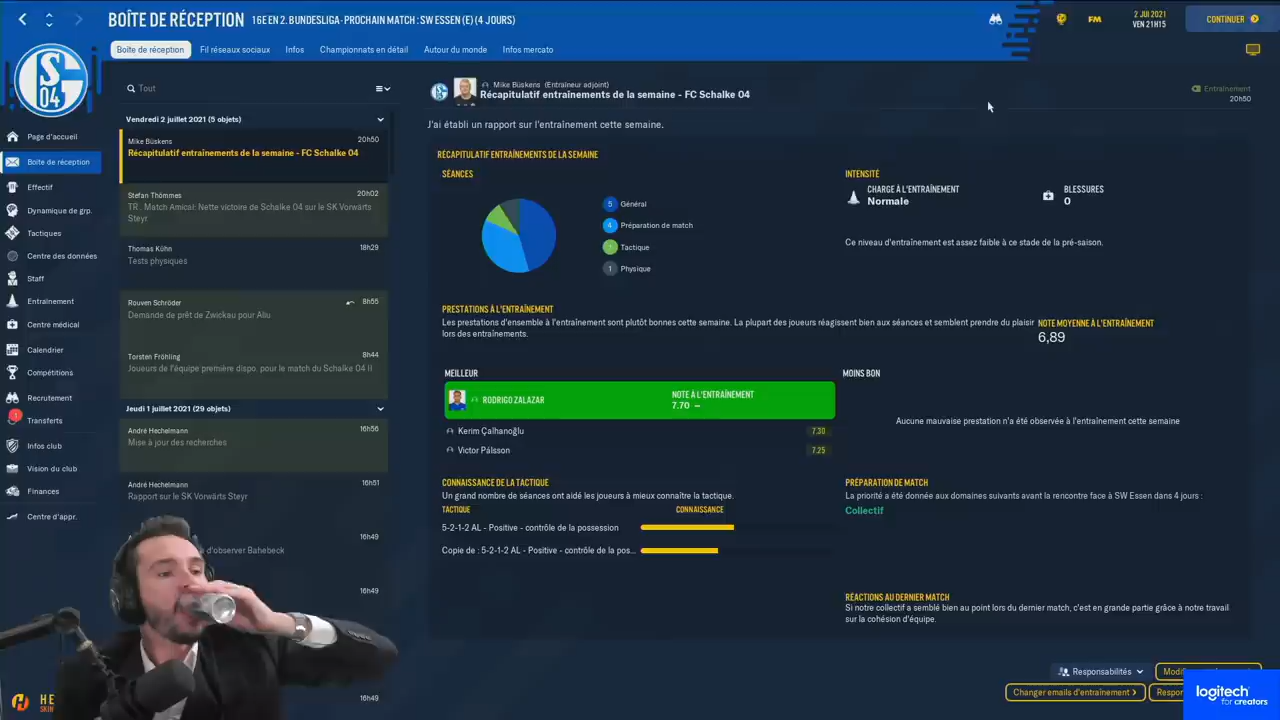 BOÎTE DE RÉCEPTION
16E EN 2. BUNDESLIGA · PROCHAIN MATCH : SW ESSEN (E) (4 JOURS)
FM
2 JUI 2021
VEN 21H15
CONTINUER
Boîte de réception
Fil réseaux sociaux
Infos
Championnats en détail
Autour du monde
Infos mercato
S
04
Page d'accueil
Boîte de réception
Effectif
Dynamique de grp.
Tactiques
Centre des données
Staff
Entraînement
Centre médical
Calendrier
Compétitions
Recrutement
1
Transferts
Infos club
Vision du club
Finances
Centre d'appr.
Tout
Vendredi 2 juillet 2021 (5 objets)
Mike Büskens
20h50
Récapitulatif entraînements de la semaine - FC Schalke 04
Stefan Thömmes
20h02
TR . Match Amical: Nette victoire de Schalke 04 sur le SK Vorwärts
Steyr
Thomas Kühn
18h29
Tests physiques
Rouven Schröder
8h55
Demande de prêt de Zwickau pour Aliu
Torsten Fröhling
8h44
Joueurs de l'équipe première dispo. pour le match du Schalke 04 II
Jeudi 1 juillet 2021 (29 objets)
André Hechelmann
16h56
Mise à jour des recherches
André Hechelmann
16h51
Rapport sur le SK Vorwärts Steyr
16h49
d'observer Bahebeck
16h49
16h49
Mike Büskens (Entraîneur adjoint)
Récapitulatif entraînements de la semaine - FC Schalke 04
Entraînement
20h50
J'ai établi un rapport sur l'entraînement cette semaine.
RÉCAPITULATIF ENTRAÎNEMENTS DE LA SEMAINE
SÉANCES
5 Général
4 Préparation de match
1 Tactique
1 Physique
INTENSITÉ
CHARGE À L'ENTRAÎNEMENT
Normale
BLESSURES
0
Ce niveau d'entraînement est assez faible à ce stade de la pré-saison.
PRESTATIONS À L'ENTRAÎNEMENT
Les prestations d'ensemble à l'entraînement sont plutôt bonnes cette semaine. La plupart des joueurs réagissent bien aux séances et semblent prendre du plaisir
lors des entraînements.
NOTE MOYENNE À L'ENTRAÎNEMENT
6,89
MEILLEUR
RODRIGO ZALAZAR
NOTE À L'ENTRAÎNEMENT
7.70 –
Kerim Çalhanoğlu
7.30
Victor Pálsson
7.25
MOINS BON
Aucune mauvaise prestation n'a été observée à l'entraînement cette semaine
CONNAISSANCE DE LA TACTIQUE
Un grand nombre de séances ont aidé les joueurs à mieux connaître la tactique.
TACTIQUE
CONNAISSANCE
5-2-1-2 AL - Positive - contrôle de la possession
Copie de : 5-2-1-2 AL - Positive - contrôle de la pos...
PRÉPARATION DE MATCH
La priorité a été donnée aux domaines suivants avant la rencontre face à SW Essen dans 4 jours :
Collectif
RÉACTIONS AU DERNIER MATCH
Si notre collectif a semblé bien au point lors du dernier match, c'est en grande partie grâce à notre travail
sur la cohésion d'équipe.
Responsabilités
Changer emails d'entraînement
logitech
for creators